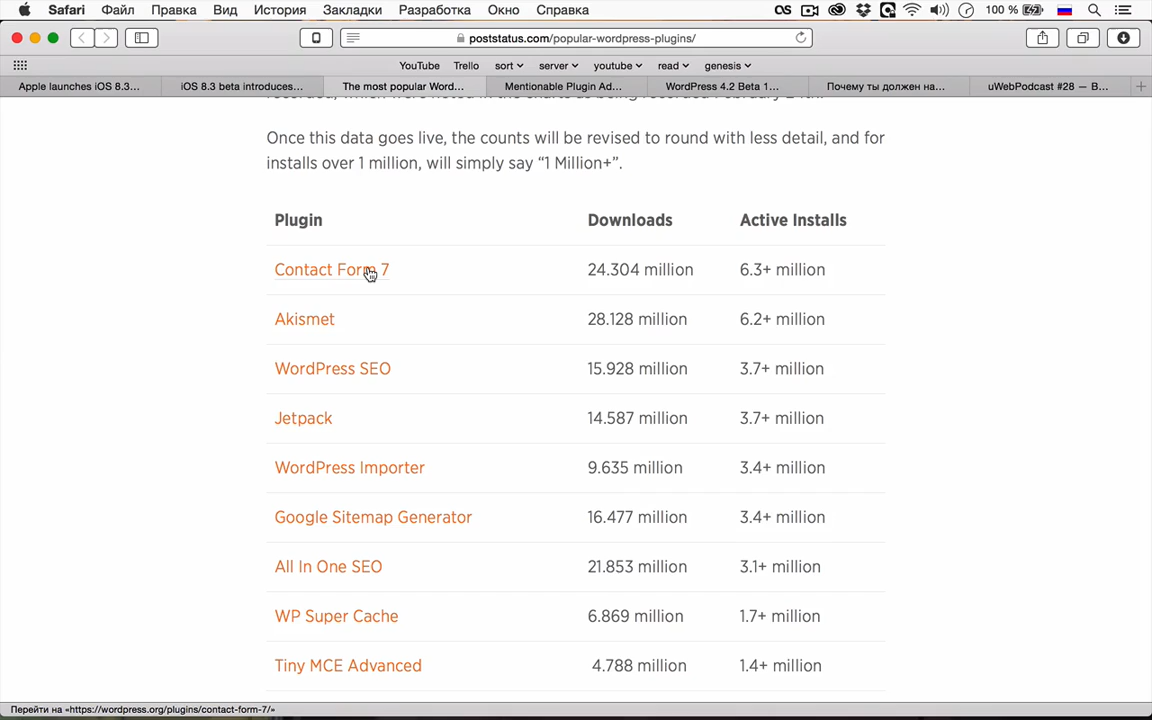 Safari Файл Правка Вид История Закладки Разработка Окно Справка 100 %
poststatus.com/popular-wordpress-plugins/
YouTube Trello sort server youtube read genesis
Apple launches iOS 8.3... iOS 8.3 beta introduces... The most popular Word... Mentionable Plugin Ad... WordPress 4.2 Beta 1... Почему ты должен на... uWebPodcast #28 — В...
Once this data goes live, the counts will be revised to round with less detail, and for
installs over 1 million, will simply say “1 Million+”.
Plugin Downloads Active Installs
Contact Form 7 24.304 million 6.3+ million
Akismet 28.128 million 6.2+ million
WordPress SEO 15.928 million 3.7+ million
Jetpack 14.587 million 3.7+ million
WordPress Importer 9.635 million 3.4+ million
Google Sitemap Generator 16.477 million 3.4+ million
All In One SEO 21.853 million 3.1+ million
WP Super Cache 6.869 million 1.7+ million
Tiny MCE Advanced 4.788 million 1.4+ million
Перейти на «https://wordpress.org/plugins/contact-form-7/»